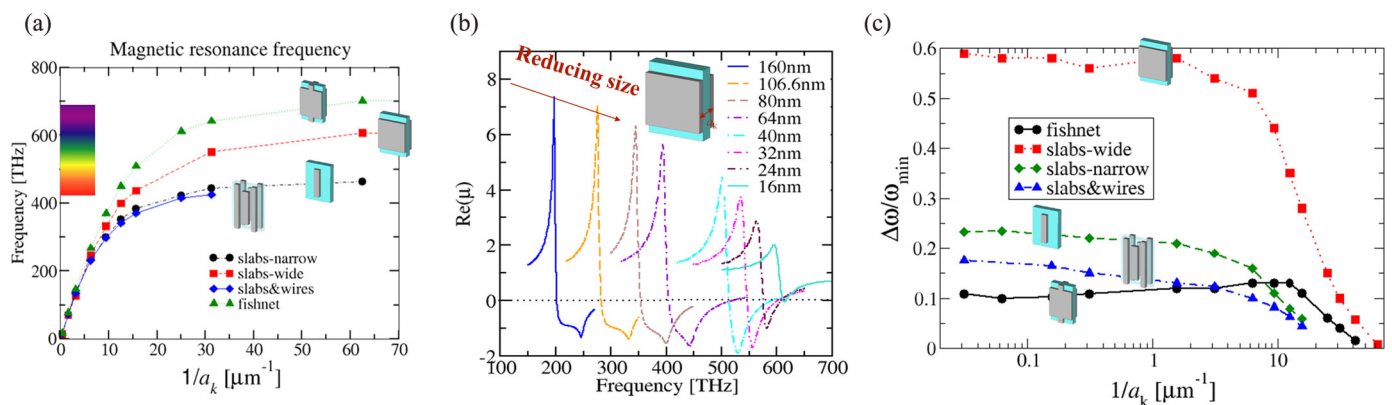 (a)
Magnetic resonance frequency
Frequency [THz]
800
600
400
200
0
0 10 20 30 40 50 60 70
1/a_k [μm⁻¹]
slabs-narrow
slabs-wide
slabs&wires
fishnet
(b)
Reducing size
Re(μ)
8
6
4
2
0
-2
100 200 300 400 500 600 700
Frequency [THz]
160nm
106.6nm
80nm
64nm
40nm
32nm
24nm
16nm
(c)
Δω/ω_min
0.6
0.5
0.4
0.3
0.2
0.1
0
0.1 1 10
1/a_k [μm⁻¹]
fishnet
slabs-wide
slabs-narrow
slabs&wires